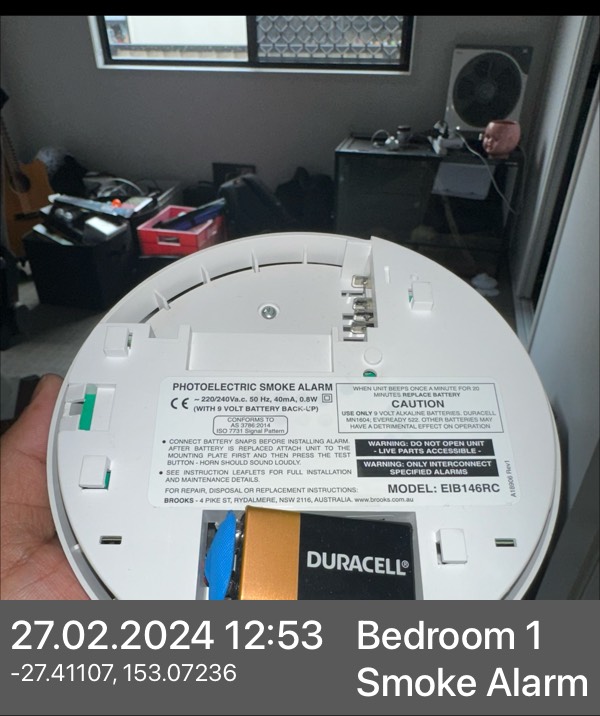 PHOTOELECTRIC SMOKE ALARM
CE ~ 220/240Va.c. 50 Hz, 40mA, 0.8W
(WITH 9 VOLT BATTERY BACK-UP)
CONFORMS TO
AS 3786:2014
ISO 7731 Signal Pattern
• CONNECT BATTERY SNAPS BEFORE INSTALLING ALARM.
AFTER BATTERY IS REPLACED ATTACH UNIT TO THE
MOUNTING PLATE FIRST AND THEN PRESS THE TEST
BUTTON - HORN SHOULD SOUND LOUDLY.
• SEE INSTRUCTION LEAFLETS FOR FULL INSTALLATION
AND MAINTENANCE DETAILS.
FOR REPAIR, DISPOSAL OR REPLACEMENT INSTRUCTIONS:
BROOKS - 4 PIKE ST, RYDALMERE, NSW 2116, AUSTRALIA. www.brooks.com.au
WHEN UNIT BEEPS ONCE A MINUTE FOR 20
MINUTES REPLACE BATTERY
CAUTION
USE ONLY 9 VOLT ALKALINE BATTERIES, DURACELL
MN1604, EVEREADY 522. OTHER BATTERIES MAY
HAVE A DETRIMENTAL EFFECT ON OPERATION
WARNING: DO NOT OPEN UNIT
- LIVE PARTS ACCESSIBLE -
WARNING: ONLY INTERCONNECT
SPECIFIED ALARMS
MODEL: EIB146RC
DURACELL®
27.02.2024 12:53
-27.41107, 153.07236
Bedroom 1
Smoke Alarm